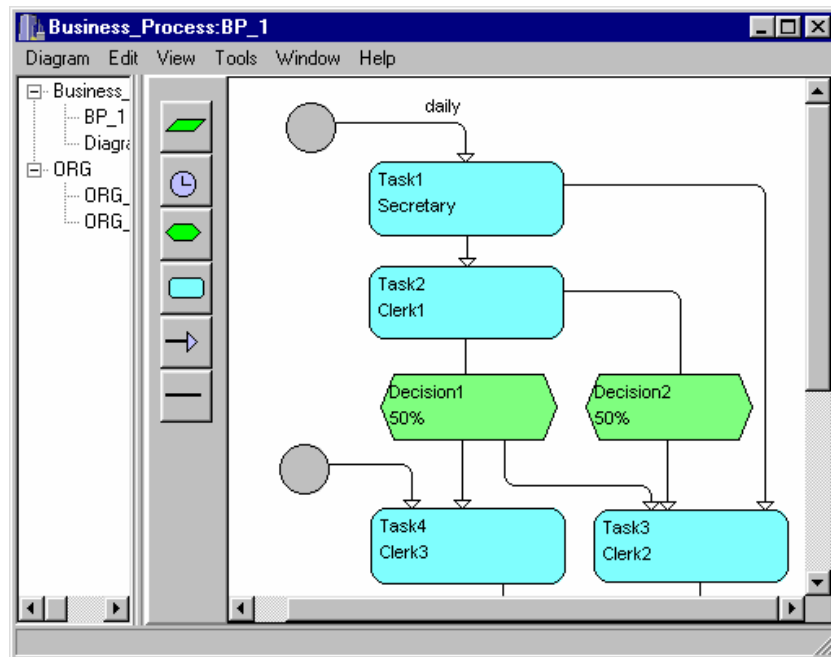 Business_Process:BP_1
Diagram Edit View Tools Window Help
Business_
BP_1
Diagra
ORG
ORG_
ORG_
daily
Task1
Secretary
Task2
Clerk1
Decision1
50%
Decision2
50%
Task4
Clerk3
Task3
Clerk2